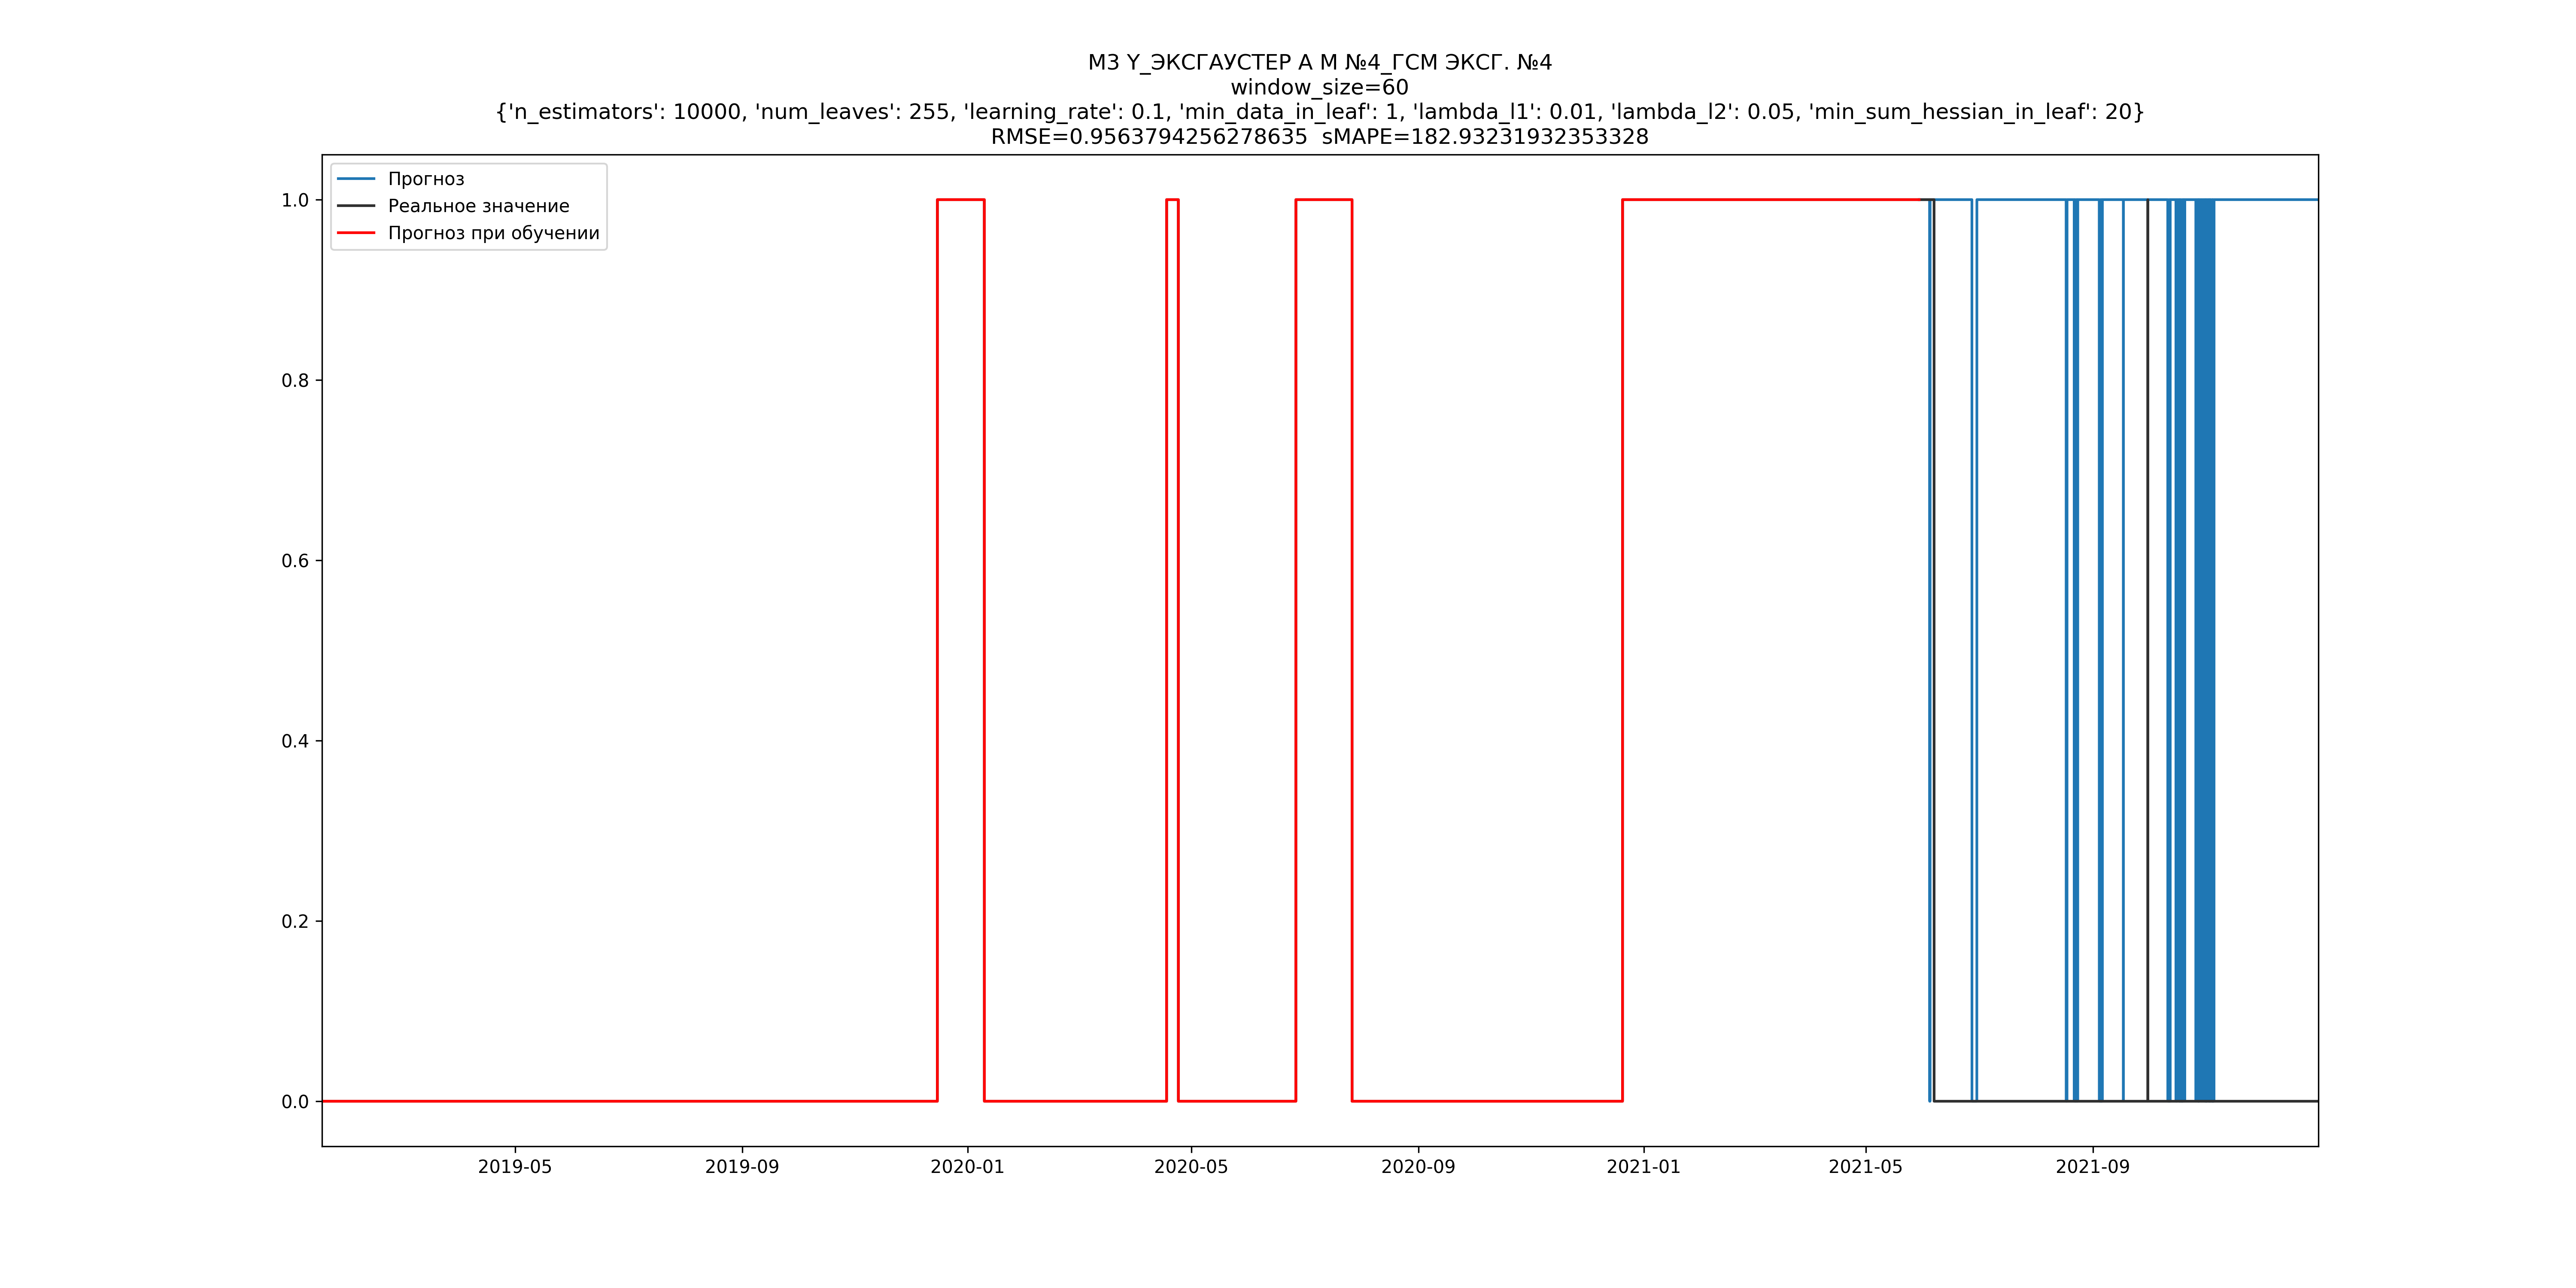 М3 Y_ЭКСГАУСТЕР А М №4_ГСМ ЭКСГ. №4
window_size=60
{'n_estimators': 10000, 'num_leaves': 255, 'learning_rate': 0.1, 'min_data_in_leaf': 1, 'lambda_l1': 0.01, 'lambda_l2': 0.05, 'min_sum_hessian_in_leaf': 20}
RMSE=0.9563794256278635 sMAPE=182.93231932353328
Прогноз
Реальное значение
Прогноз при обучении
1.0
0.8
0.6
0.4
0.2
0.0
2019-05 2019-09 2020-01 2020-05 2020-09 2021-01 2021-05 2021-09